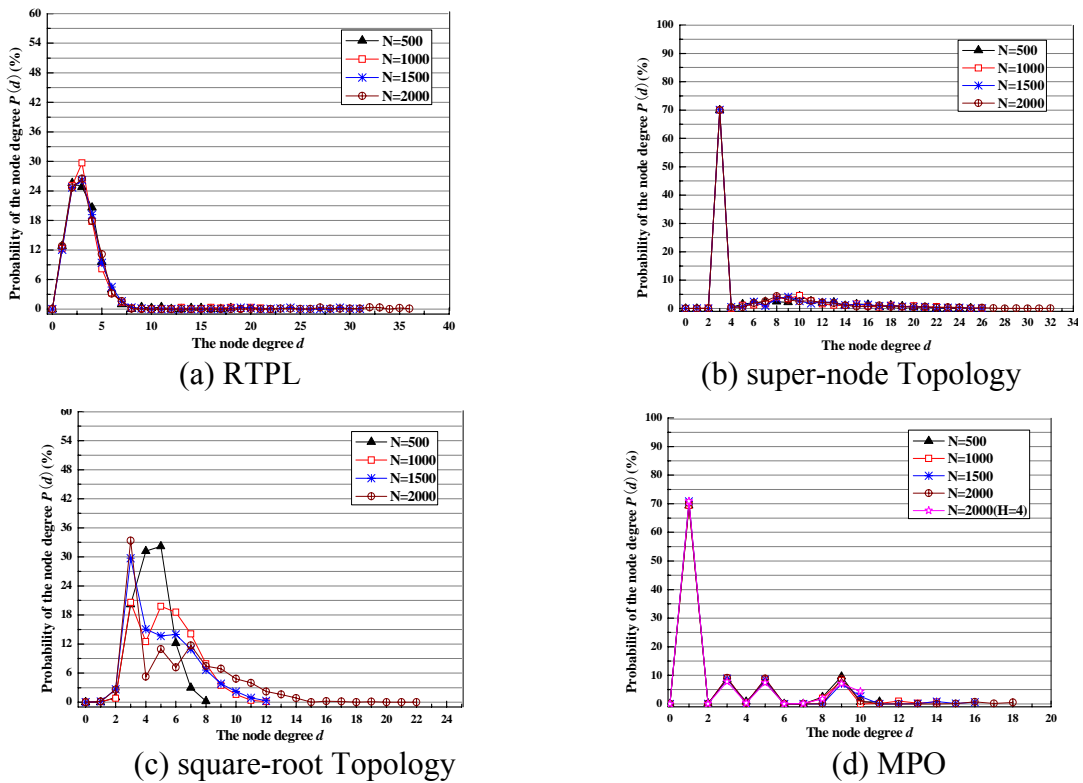 60
54
48
42
36
30
24
18
12
6
0
Probability of the node degree P(d)(%)
N=500
N=1000
N=1500
N=2000
0 5 10 15 20 25 30 35 40
The node degree d
(a) RTPL
100
90
80
70
60
50
40
30
20
10
0
Probability of the node degree P(d)(%)
N=500
N=1000
N=1500
N=2000
0 2 4 6 8 10 12 14 16 18 20 22 24 26 28 30 32 34
The node degree d
(b) super-node Topology
60
54
48
42
36
30
24
18
12
6
0
Probability of the node degree P(d)(%)
N=500
N=1000
N=1500
N=2000
0 2 4 6 8 10 12 14 16 18 20 22 24
The node degree d
(c) square-root Topology
100
90
80
70
60
50
40
30
20
10
0
Probability of the node degree P(d)(%)
N=500
N=1000
N=1500
N=2000
N=2000(H=4)
0 2 4 6 8 10 12 14 16 18 20
The node degree d
(d) MPO